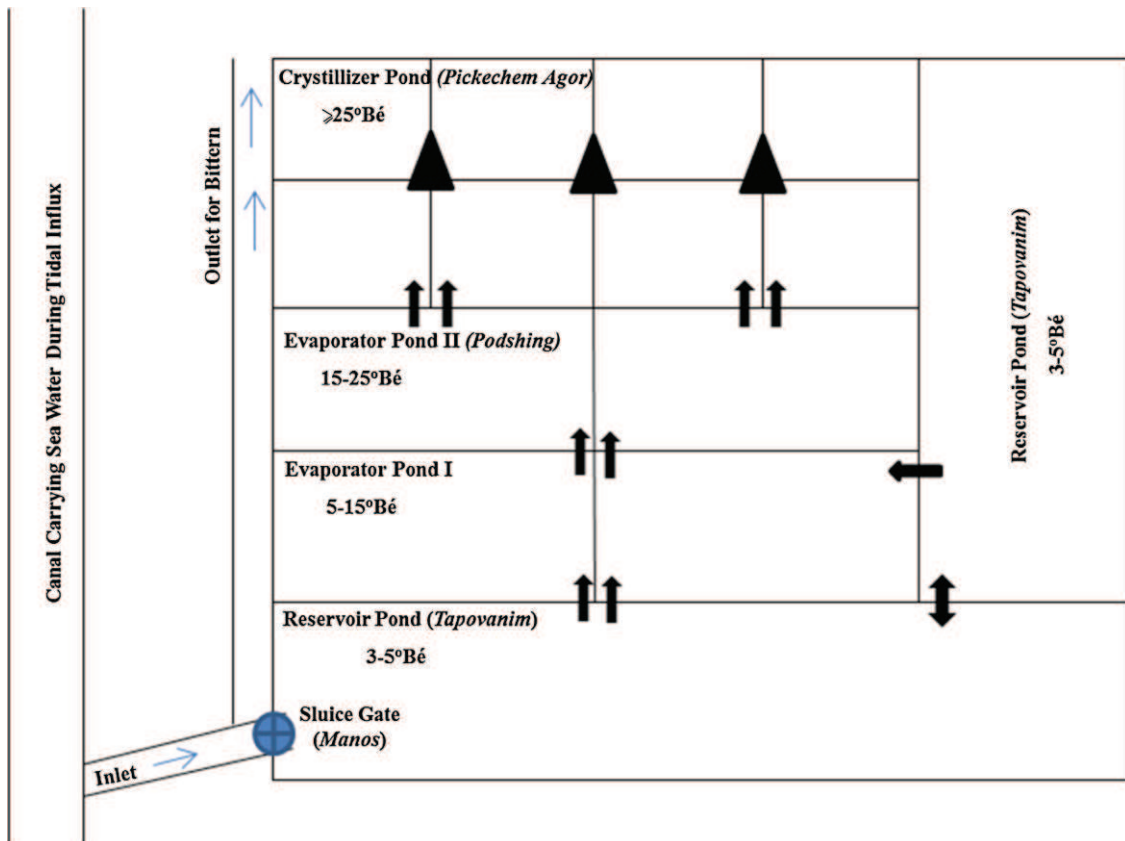 Canal Carrying Sea Water During Tidal Influx
Outlet for Bittern
Crystillizer Pond (Pickechem Agor)
⩾25°Bé
Evaporator Pond II (Podshing)
15-25°Bé
Evaporator Pond I
5-15°Bé
Reservoir Pond (Tapovanim)
3-5°Bé
Reservoir Pond (Tapovanim)
3-5°Bé
Sluice Gate
(Manos)
Inlet